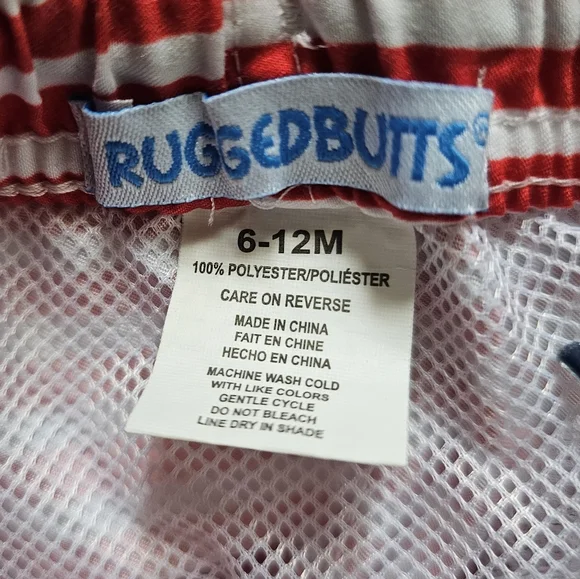 RUGGEDBUTTS®
6-12M
100% POLYESTER/POLIÉSTER
CARE ON REVERSE
MADE IN CHINA
FAIT EN CHINE
HECHO EN CHINA
MACHINE WASH COLD
WITH LIKE COLORS
GENTLE CYCLE
DO NOT BLEACH
LINE DRY IN SHADE